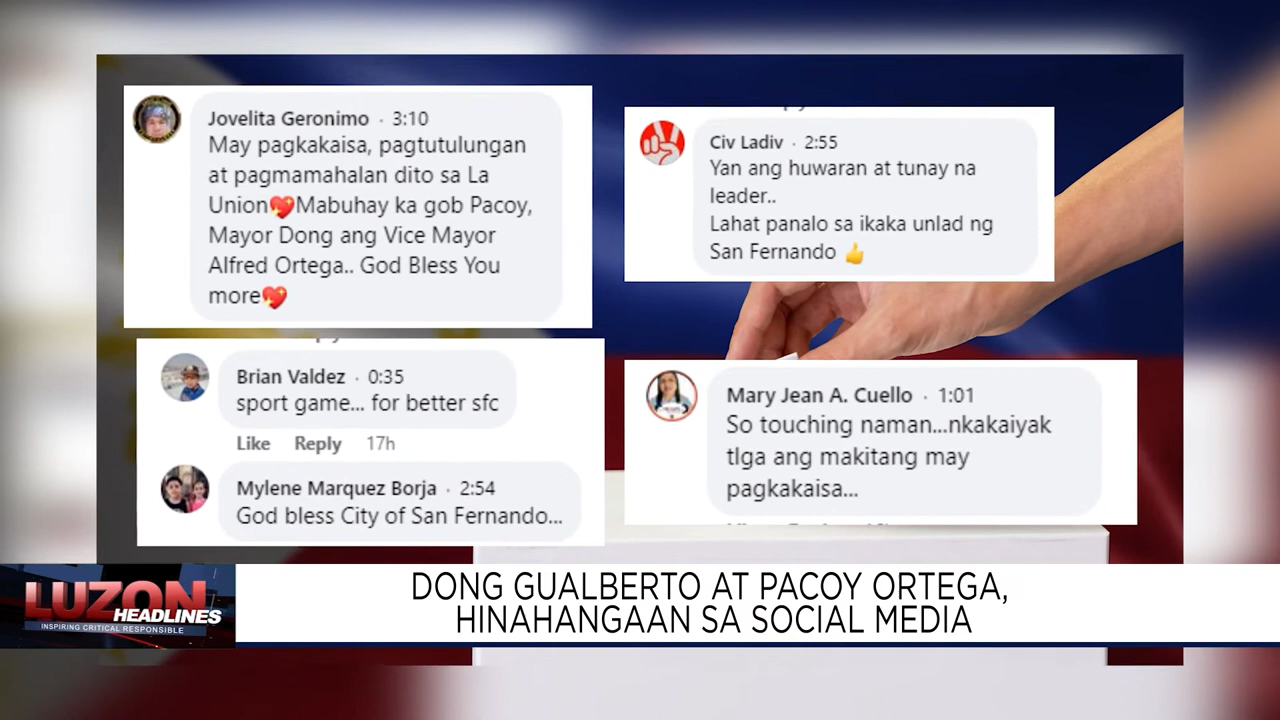 Jovelita Geronimo · 3:10
May pagkakaisa, pagtutulungan
at pagmamahalan dito sa La
Union💖Mabuhay ka gob Pacoy,
Mayor Dong ang Vice Mayor
Alfred Ortega.. God Bless You
more💖
Brian Valdez · 0:35
sport game... for better sfc
Like Reply 17h
Mylene Marquez Borja · 2:54
God bless City of San Fernando...
Civ Ladiv · 2:55
Yan ang huwaran at tunay na
leader..
Lahat panalo sa ikaka unlad ng
San Fernando 👍
Mary Jean A. Cuello · 1:01
So touching naman...nkakaiyak
tlga ang makitang may
pagkakaisa...
LUZON
HEADLINES
INSPIRING CRITICAL RESPONSIBLE
DONG GUALBERTO AT PACOY ORTEGA,
HINAHANGAAN SA SOCIAL MEDIA